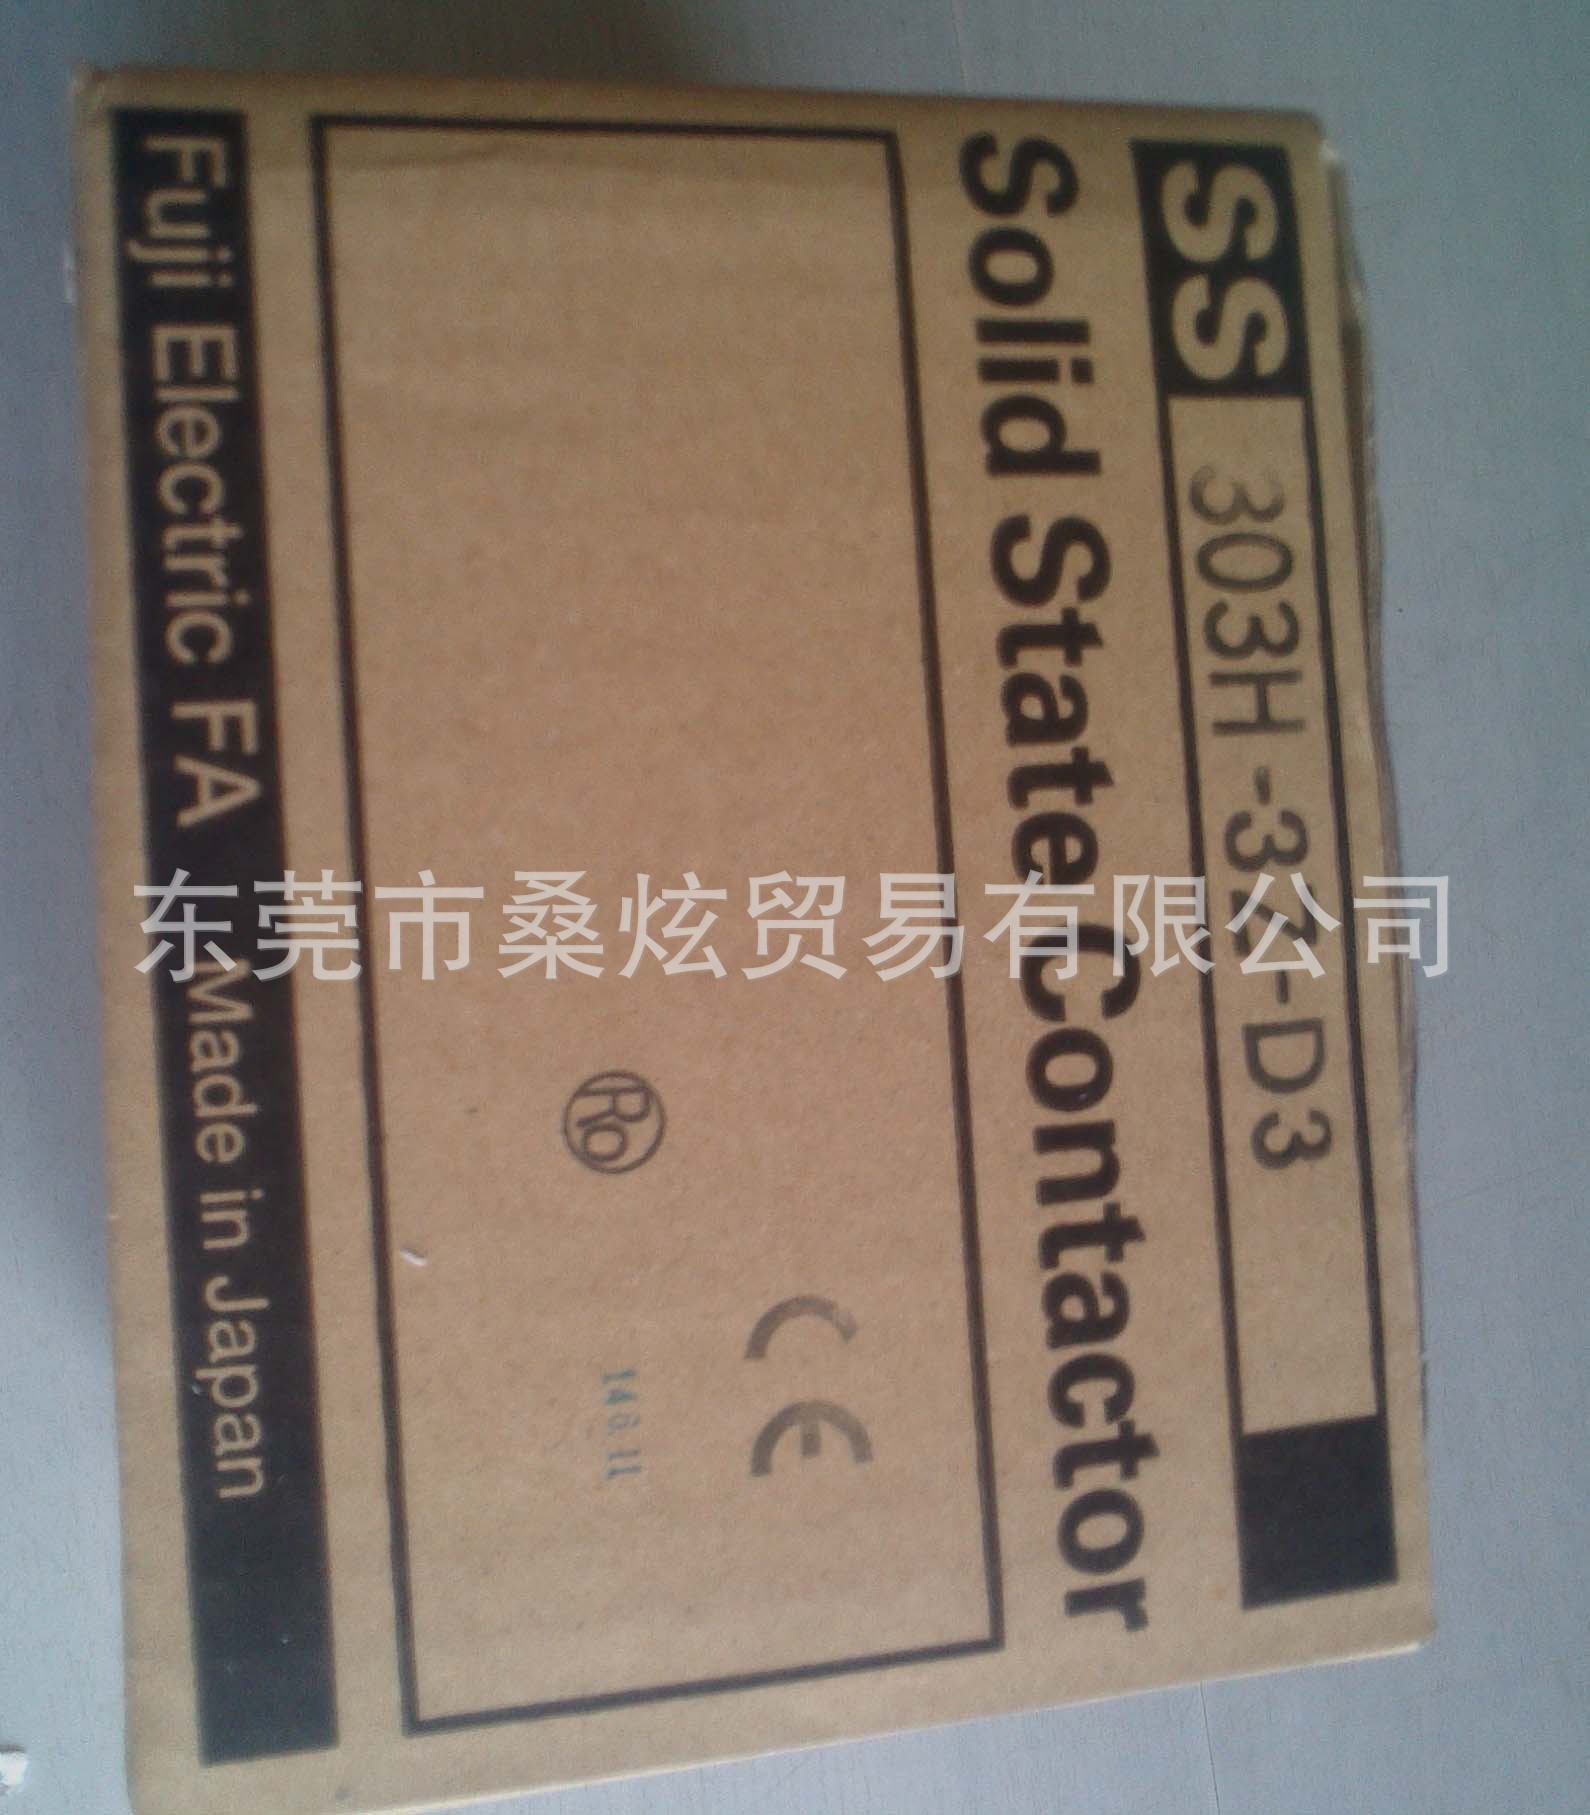 SS 303H-3Z-D3
Solid State Contactor
CE
Ro
Fuji Electric FA Made in Japan
东莞市桑炫贸易有限公司